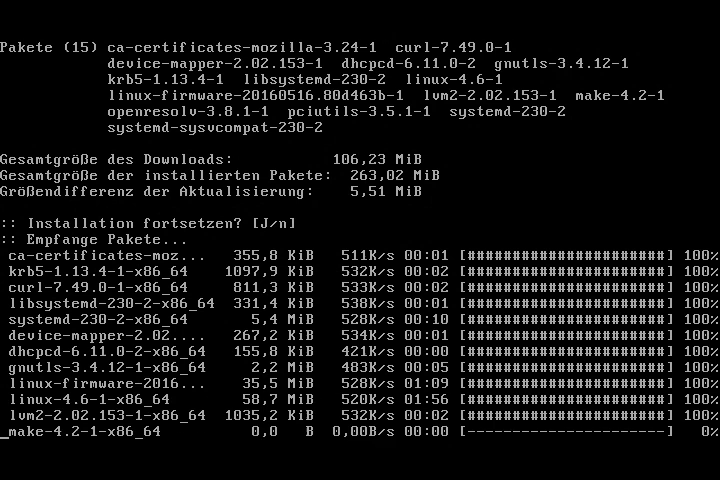 Pakete (15) ca-certificates-mozilla-3.24-1  curl-7.49.0-1
            device-mapper-2.02.153-1  dhcpcd-6.11.0-2  gnutls-3.4.12-1
            krb5-1.13.4-1  libsystemd-230-2  linux-4.6-1
            linux-firmware-20160516.80d463b-1  lvm2-2.02.153-1  make-4.2-1
            openresolv-3.8.1-1  pciutils-3.5.1-1  systemd-230-2
            systemd-sysvcompat-230-2
Gesamtgröße des Downloads:           106,23 MiB
Gesamtgröße der installierten Pakete:  263,02 MiB
Größendifferenz der Aktualisierung:    5,51 MiB
:: Installation fortsetzen? [J/n]
:: Empfange Pakete...
 ca-certificates-moz...   355,8 KiB   511K/s 00:01 [######################] 100%
 krb5-1.13.4-1-x86_64    1097,9 KiB   532K/s 00:02 [######################] 100%
 curl-7.49.0-1-x86_64     811,3 KiB   533K/s 00:02 [######################] 100%
 libsystemd-230-2-x86_64  331,4 KiB   538K/s 00:01 [######################] 100%
 systemd-230-2-x86_64       5,4 MiB   528K/s 00:10 [######################] 100%
 device-mapper-2.02....   267,2 KiB   534K/s 00:01 [######################] 100%
 dhcpcd-6.11.0-2-x86_64   155,8 KiB   421K/s 00:00 [######################] 100%
 gnutls-3.4.12-1-x86_64     2,2 MiB   483K/s 00:05 [######################] 100%
 linux-firmware-2016...    35,5 MiB   528K/s 01:09 [######################] 100%
 linux-4.6-1-x86_64        58,7 MiB   520K/s 01:56 [######################] 100%
 lvm2-2.02.153-1-x86_64  1035,2 KiB   532K/s 00:02 [######################] 100%
_make-4.2-1-x86_64          0,0   B  0,00B/s 00:00 [----------------------]   0%